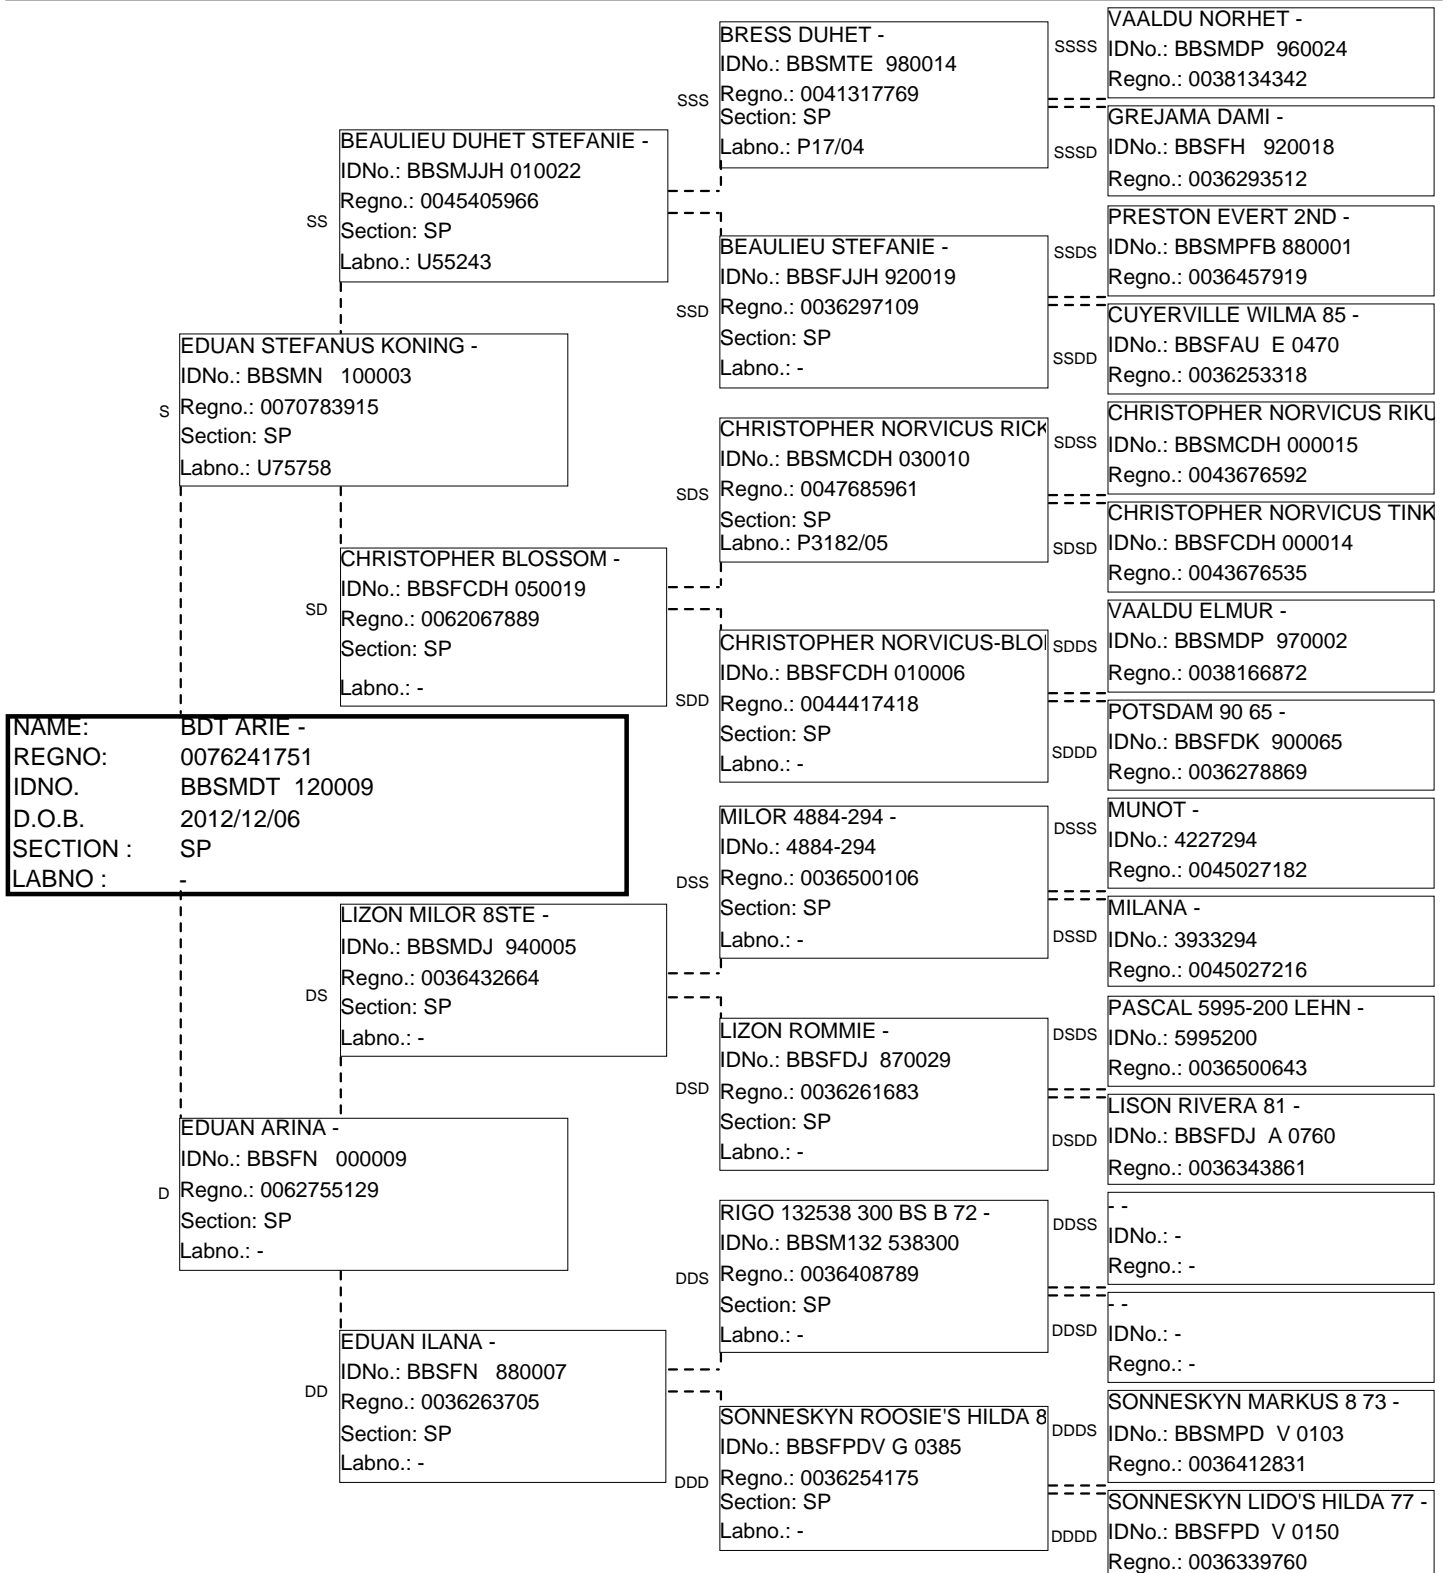 NAME: BDT ARIE -
REGNO: 0076241751
IDNO. BBSMDT 120009
D.O.B. 2012/12/06
SECTION : SP
LABNO : -
S
EDUAN STEFANUS KONING -
IDNo.: BBSMN 100003
Regno.: 0070783915
Section: SP
Labno.: U75758
D
EDUAN ARINA -
IDNo.: BBSFN 000009
Regno.: 0062755129
Section: SP
Labno.: -
SS
BEAULIEU DUHET STEFANIE -
IDNo.: BBSMJJH 010022
Regno.: 0045405966
Section: SP
Labno.: U55243
SD
CHRISTOPHER BLOSSOM -
IDNo.: BBSFCDH 050019
Regno.: 0062067889
Section: SP
Labno.: -
DS
LIZON MILOR 8STE -
IDNo.: BBSMDJ 940005
Regno.: 0036432664
Section: SP
Labno.: -
DD
EDUAN ILANA -
IDNo.: BBSFN 880007
Regno.: 0036263705
Section: SP
Labno.: -
SSS
BRESS DUHET -
IDNo.: BBSMTE 980014
Regno.: 0041317769
Section: SP
Labno.: P17/04
SSD
BEAULIEU STEFANIE -
IDNo.: BBSFJJH 920019
Regno.: 0036297109
Section: SP
Labno.: -
SDS
CHRISTOPHER NORVICUS RICK
IDNo.: BBSMCDH 030010
Regno.: 0047685961
Section: SP
Labno.: P3182/05
SDD
CHRISTOPHER NORVICUS-BLO
IDNo.: BBSFCDH 010006
Regno.: 0044417418
Section: SP
Labno.: -
DSS
MILOR 4884-294 -
IDNo.: 4884-294
Regno.: 0036500106
Section: SP
Labno.: -
DSD
LIZON ROMMIE -
IDNo.: BBSFDJ 870029
Regno.: 0036261683
Section: SP
Labno.: -
DDS
RIGO 132538 300 BS B 72 -
IDNo.: BBSM132 538300
Regno.: 0036408789
Section: SP
Labno.: -
DDD
SONNESKYN ROOSIE'S HILDA 8
IDNo.: BBSFPDV G 0385
Regno.: 0036254175
Section: SP
Labno.: -
SSSS
VAALDU NORHET -
IDNo.: BBSMDP 960024
Regno.: 0038134342
SSSD
GREJAMA DAMI -
IDNo.: BBSFH 920018
Regno.: 0036293512
SSDS
PRESTON EVERT 2ND -
IDNo.: BBSMPFB 880001
Regno.: 0036457919
SSDD
CUYERVILLE WILMA 85 -
IDNo.: BBSFAU E 0470
Regno.: 0036253318
SDSS
CHRISTOPHER NORVICUS RIKU
IDNo.: BBSMCDH 000015
Regno.: 0043676592
SDSD
CHRISTOPHER NORVICUS TINK
IDNo.: BBSFCDH 000014
Regno.: 0043676535
SDDS
VAALDU ELMUR -
IDNo.: BBSMDP 970002
Regno.: 0038166872
SDDD
POTSDAM 90 65 -
IDNo.: BBSFDK 900065
Regno.: 0036278869
DSSS
MUNOT -
IDNo.: 4227294
Regno.: 0045027182
DSSD
MILANA -
IDNo.: 3933294
Regno.: 0045027216
DSDS
PASCAL 5995-200 LEHN -
IDNo.: 5995200
Regno.: 0036500643
DSDD
LISON RIVERA 81 -
IDNo.: BBSFDJ A 0760
Regno.: 0036343861
DDSS
- -
IDNo.: -
Regno.: -
DDSD
- -
IDNo.: -
Regno.: -
DDDS
SONNESKYN MARKUS 8 73 -
IDNo.: BBSMPD V 0103
Regno.: 0036412831
DDDD
SONNESKYN LIDO'S HILDA 77 -
IDNo.: BBSFPD V 0150
Regno.: 0036339760